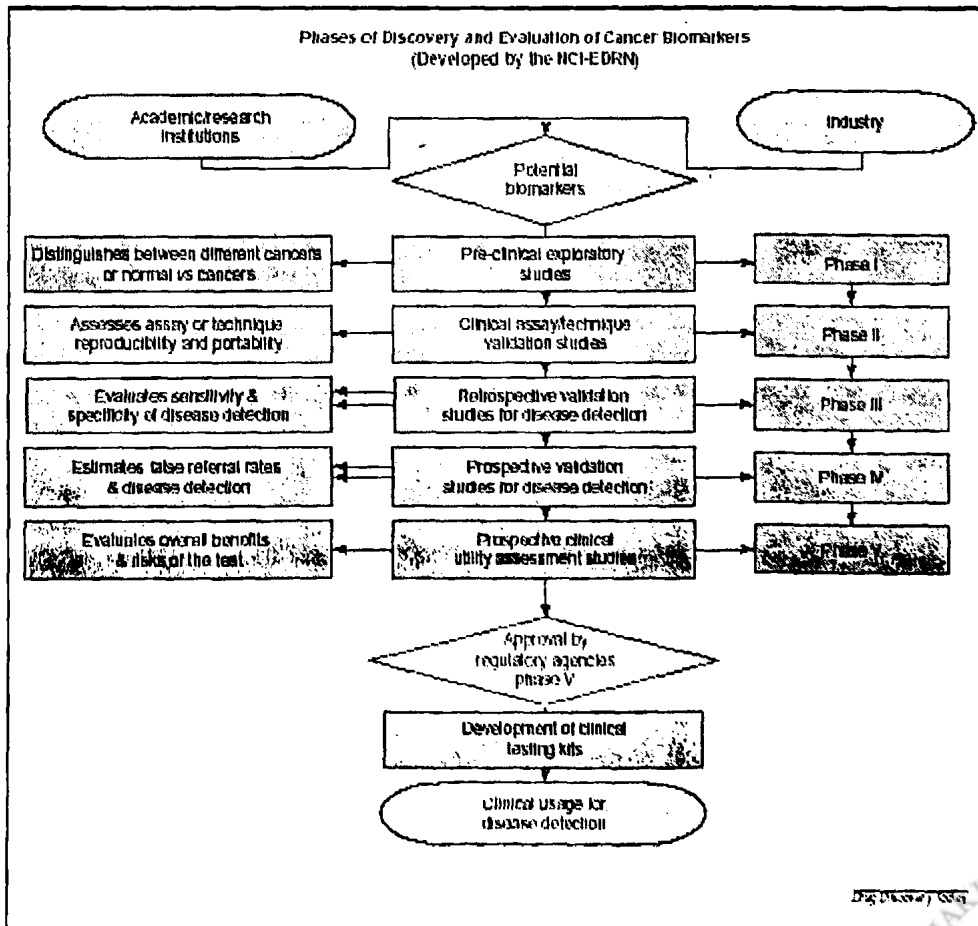 Phases of Discovery and Evaluation of Cancer Biomarkers
(Developed by the NCI-EDRN)
Academic/research
Institutions
Industry
Potential
biomarkers
Distinguishes between different cancers
or normal vs cancers
Pre-clinical exploratory
studies
Phase I
Assesses assay or technique
reproducibility and portability
Clinical assay/technique
validation studies
Phase II
Evaluates sensitivity &
specificity of disease detection
Retrospective validation
studies for disease detection
Phase III
Estimates false referral rates
& disease detection
Prospective validation
studies for disease detection
Phase IV
Evaluates overall benefits
& risks of the test
Prospective clinical
utility assessment studies
Phase V
Approval by
regulatory agencies
phase V
Development of clinical
testing kits
Clinical usage for
disease detection
Drug Discovery Today